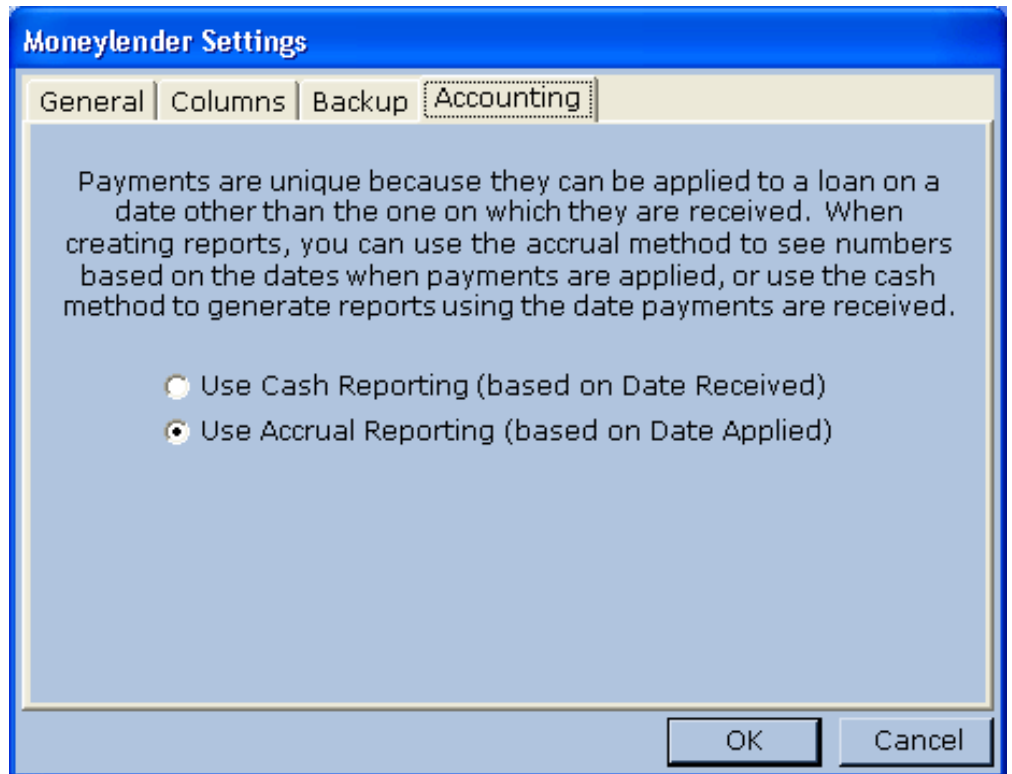 Moneylender Settings
General Columns Backup Accounting
Payments are unique because they can be applied to a loan on a
date other than the one on which they are received. When
creating reports, you can use the accrual method to see numbers
based on the dates when payments are applied, or use the cash
method to generate reports using the date payments are received.
Use Cash Reporting (based on Date Received)
Use Accrual Reporting (based on Date Applied)
OK Cancel